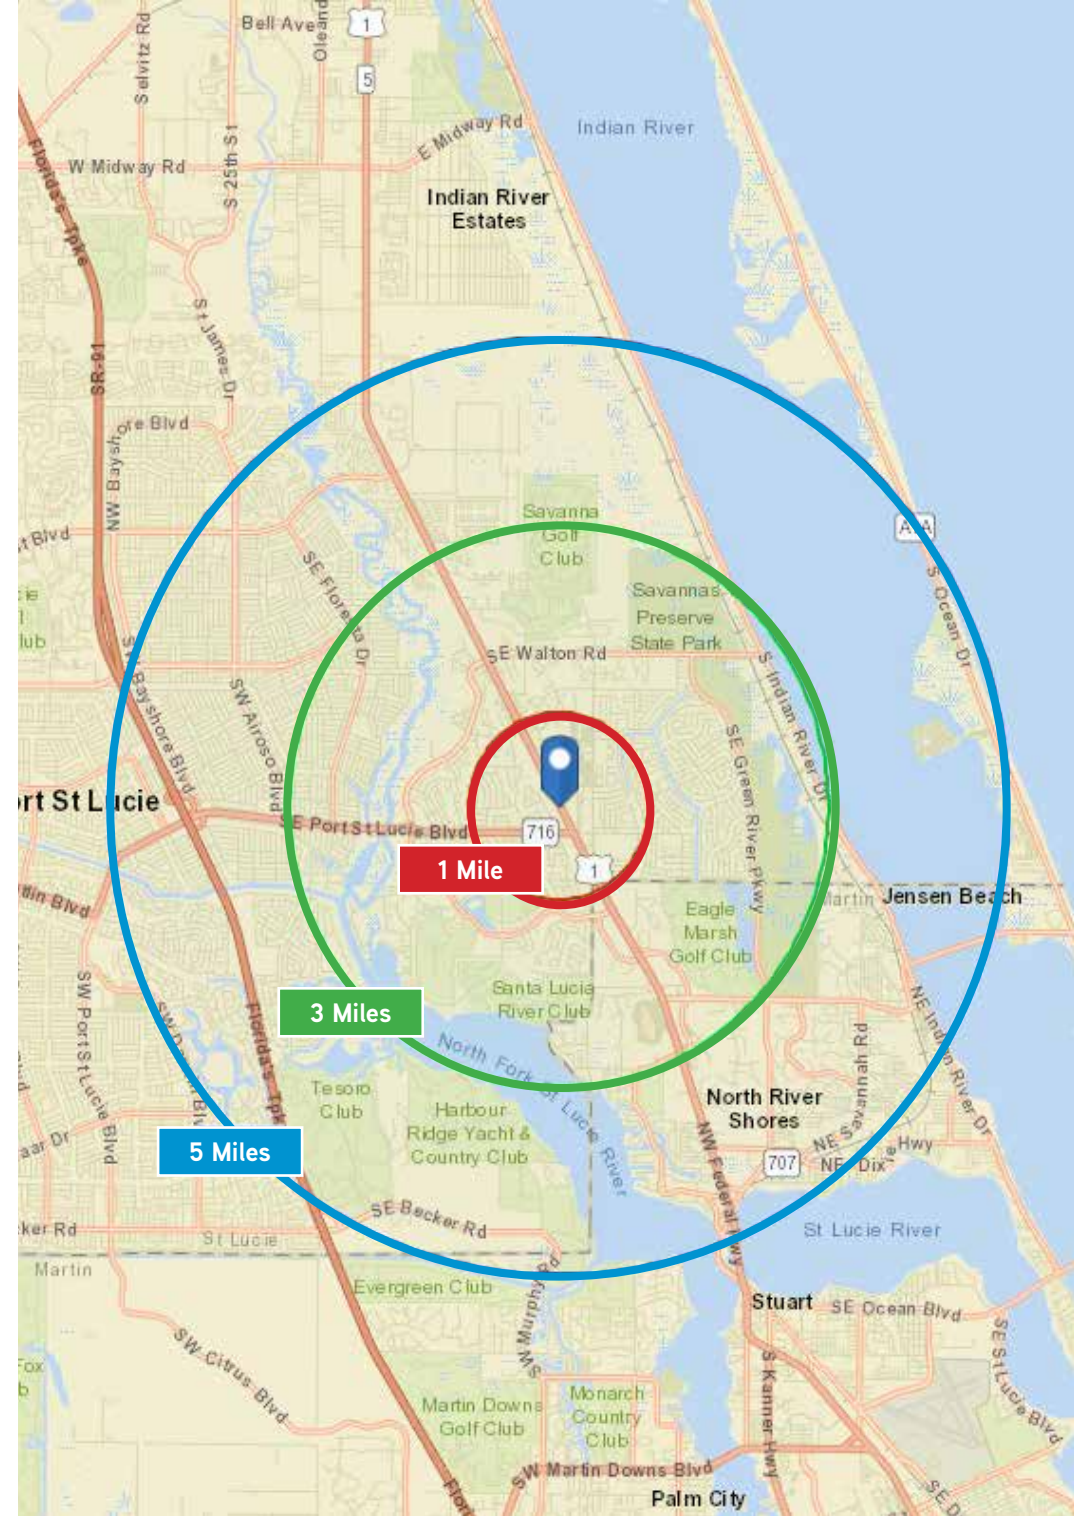 Bell Ave
1
5
Selvitz Rd
S 25th St
Indian River
E Midway Rd
W Midway Rd
Florida's Tpke
Indian River
Estates
St James Dr
SR-91
NW Bayshore Blvd
Savanna
Golf
Club
A1A
SE Floresta Dr
Savannas
Preserve
State Park
S Ocean Dr
SE Walton Rd
SW Bayshore Blvd
SW Airoso Blvd
S Indian River Dr
SE Green River Pkwy
rt St Lucie
SE Port St Lucie Blvd
716
1 Mile
1
Martin
Jensen Beach
Eagle
Marsh
Golf Club
Santa Lucia
River Club
3 Miles
SW Port St Lucie Blvd
Florida's Tpk
North Fork St Lucie River
NE Indian River Dr
NE Savannah Rd
Tesoro
Club
Harbour
Ridge Yacht &
Country Club
North River
Shores
5 Miles
707
NE Dixie Hwy
NW Federal Hwy
SE Becker Rd
ker Rd
St Lucie
St Lucie River
Martin
Evergreen Club
SW Murphy Rd
Stuart
SE Ocean Blvd
SW Citrus Blvd
SE St Lucie Blvd
S Kanner Hwy
Martin Downs
Golf Club
Monarch
Country
Club
SW Martin Downs Blvd
Palm City